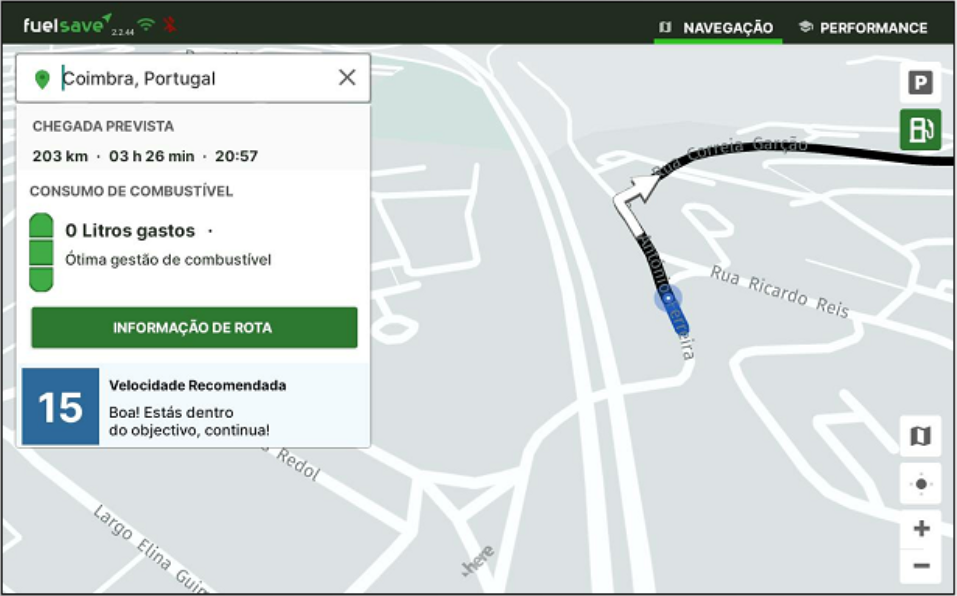 fuelsave 2.2.44
NAVEGAÇÃO
PERFORMANCE
Coimbra, Portugal
P
CHEGADA PREVISTA
203 km · 03 h 26 min · 20:57
CONSUMO DE COMBUSTÍVEL
0 Litros gastos ·
Ótima gestão de combustível
INFORMAÇÃO DE ROTA
15
Velocidade Recomendada
Boa! Estás dentro
do objectivo, continua!
Rua Correia Garção
António Ferreira
Rua Ricardo Reis
Redol
Largo Elina Guim
here